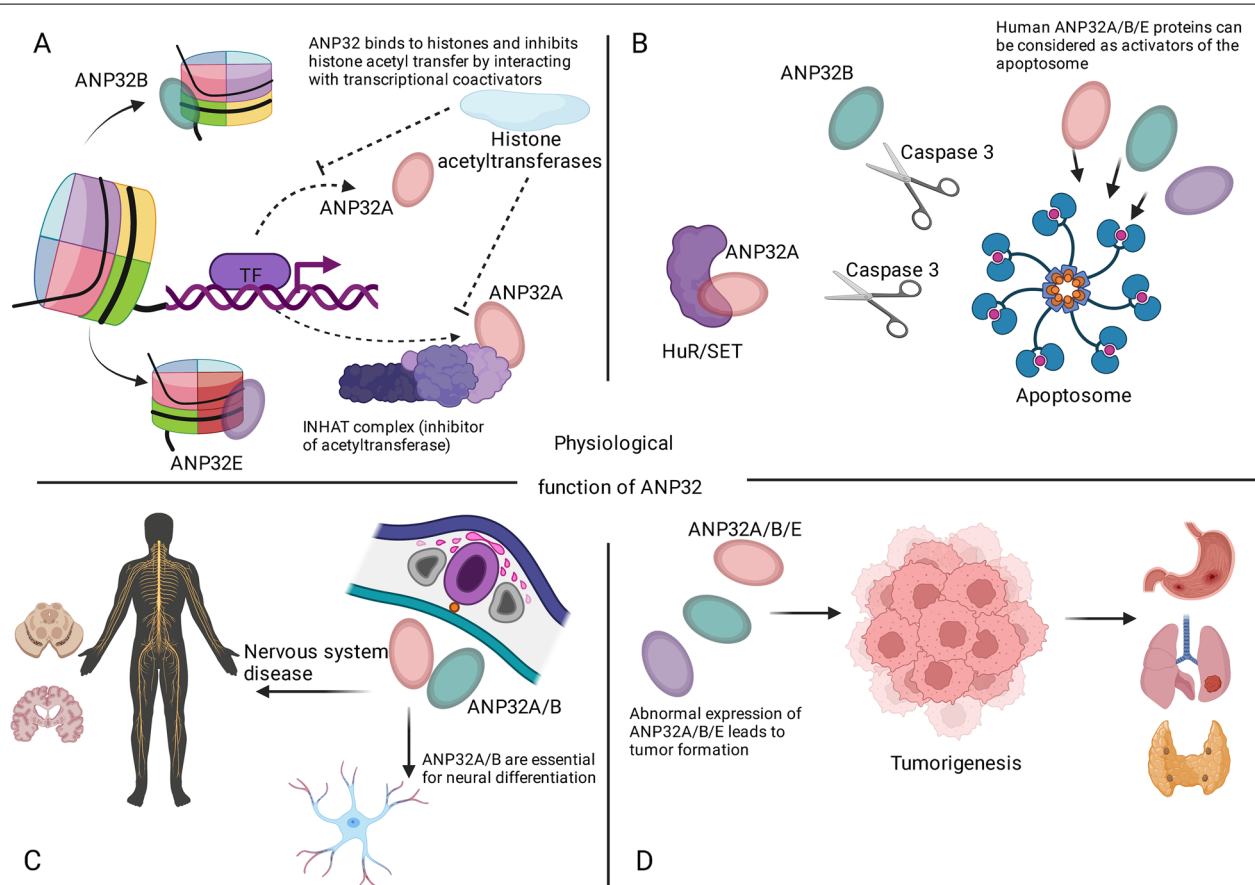 A
ANP32 binds to histones and inhibits
histone acetyl transfer by interacting
with transcriptional coactivators
ANP32B
Histone
acetyltransferases
ANP32A
TF
ANP32A
INHAT complex (inhibitor
of acetyltransferase)
ANP32E
B
Human ANP32A/B/E proteins can
be considered as activators of the
apoptosome
ANP32B
Caspase 3
ANP32A
Caspase 3
HuR/SET
Apoptosome
Physiological
function of ANP32
Nervous system
disease
ANP32A/B
ANP32A/B are essential
for neural differentiation
C
ANP32A/B/E
Abnormal expression of
ANP32A/B/E leads to
tumor formation
Tumorigenesis
D